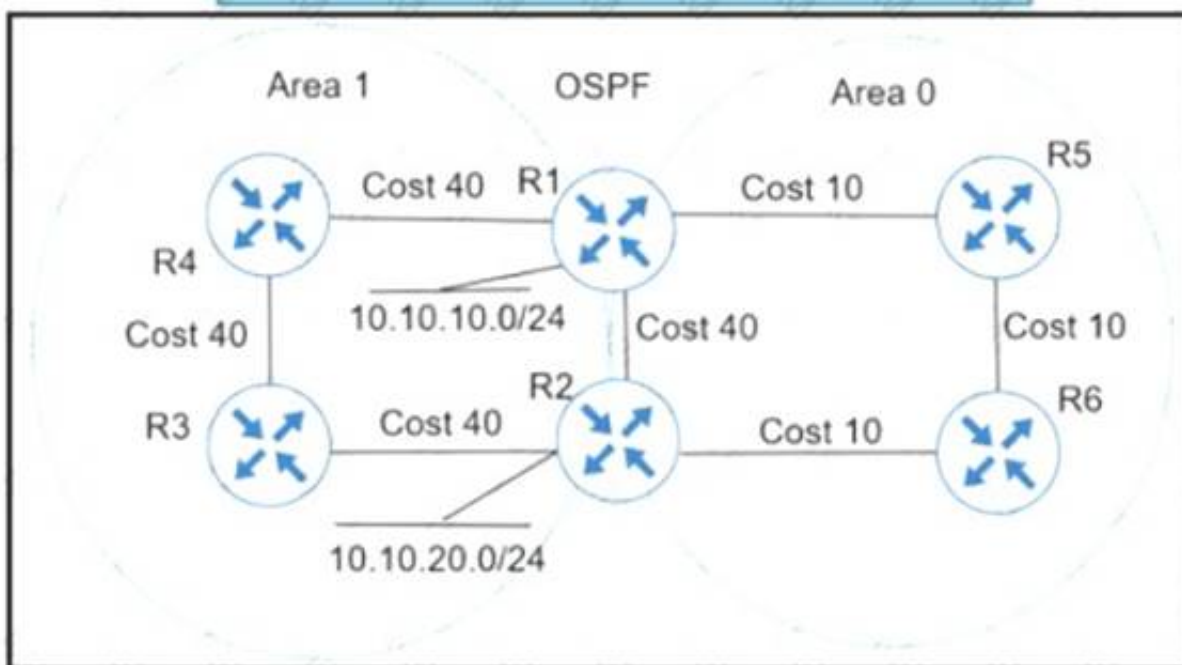 Area 1
OSPF
Area 0
R5
Cost 40
R1
Cost 10
R4
10.10.10.0/24
Cost 40
Cost 40
Cost 10
R3
R2
R6
Cost 40
Cost 10
10.10.20.0/24